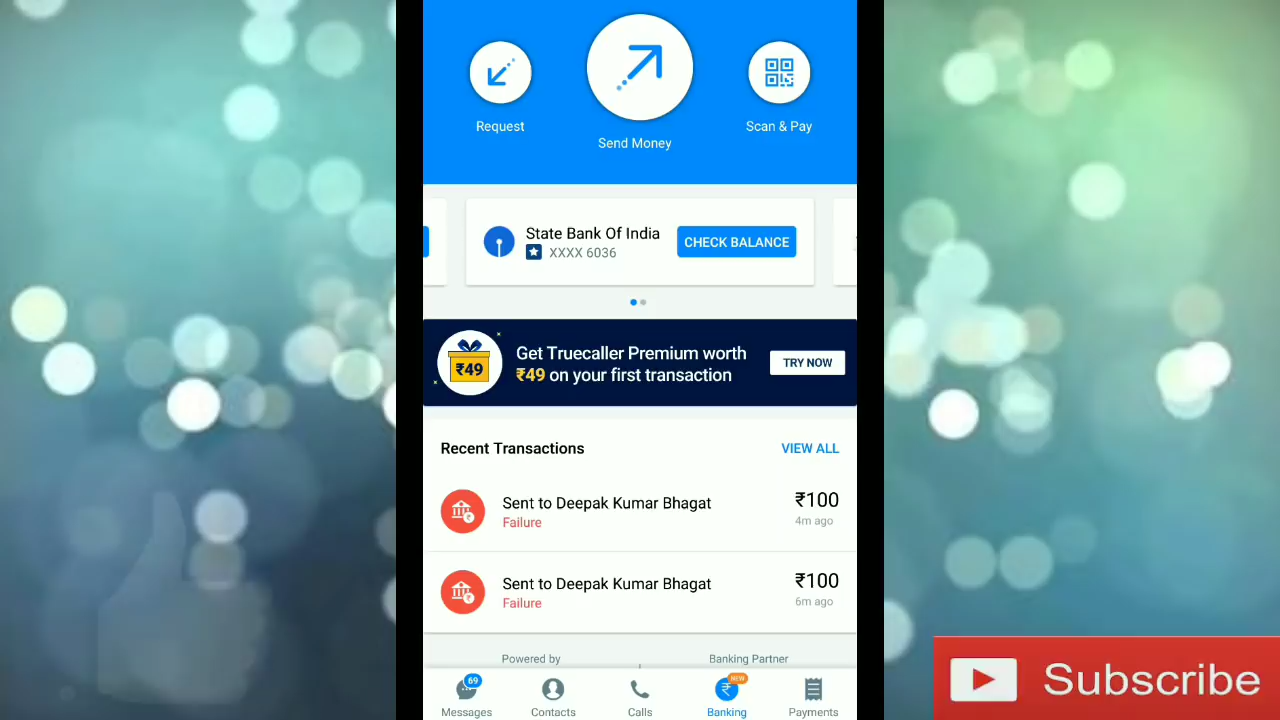 Request
Send Money
Scan & Pay
State Bank Of India
XXXX 6036
CHECK BALANCE
₹49
Get Truecaller Premium worth
₹49 on your first transaction
TRY NOW
Recent Transactions
VIEW ALL
Sent to Deepak Kumar Bhagat
₹100
Failure
4m ago
Sent to Deepak Kumar Bhagat
₹100
Failure
6m ago
Powered by
Banking Partner
69
NEW
₹
Messages
Contacts
Calls
Banking
Payments
Subscribe